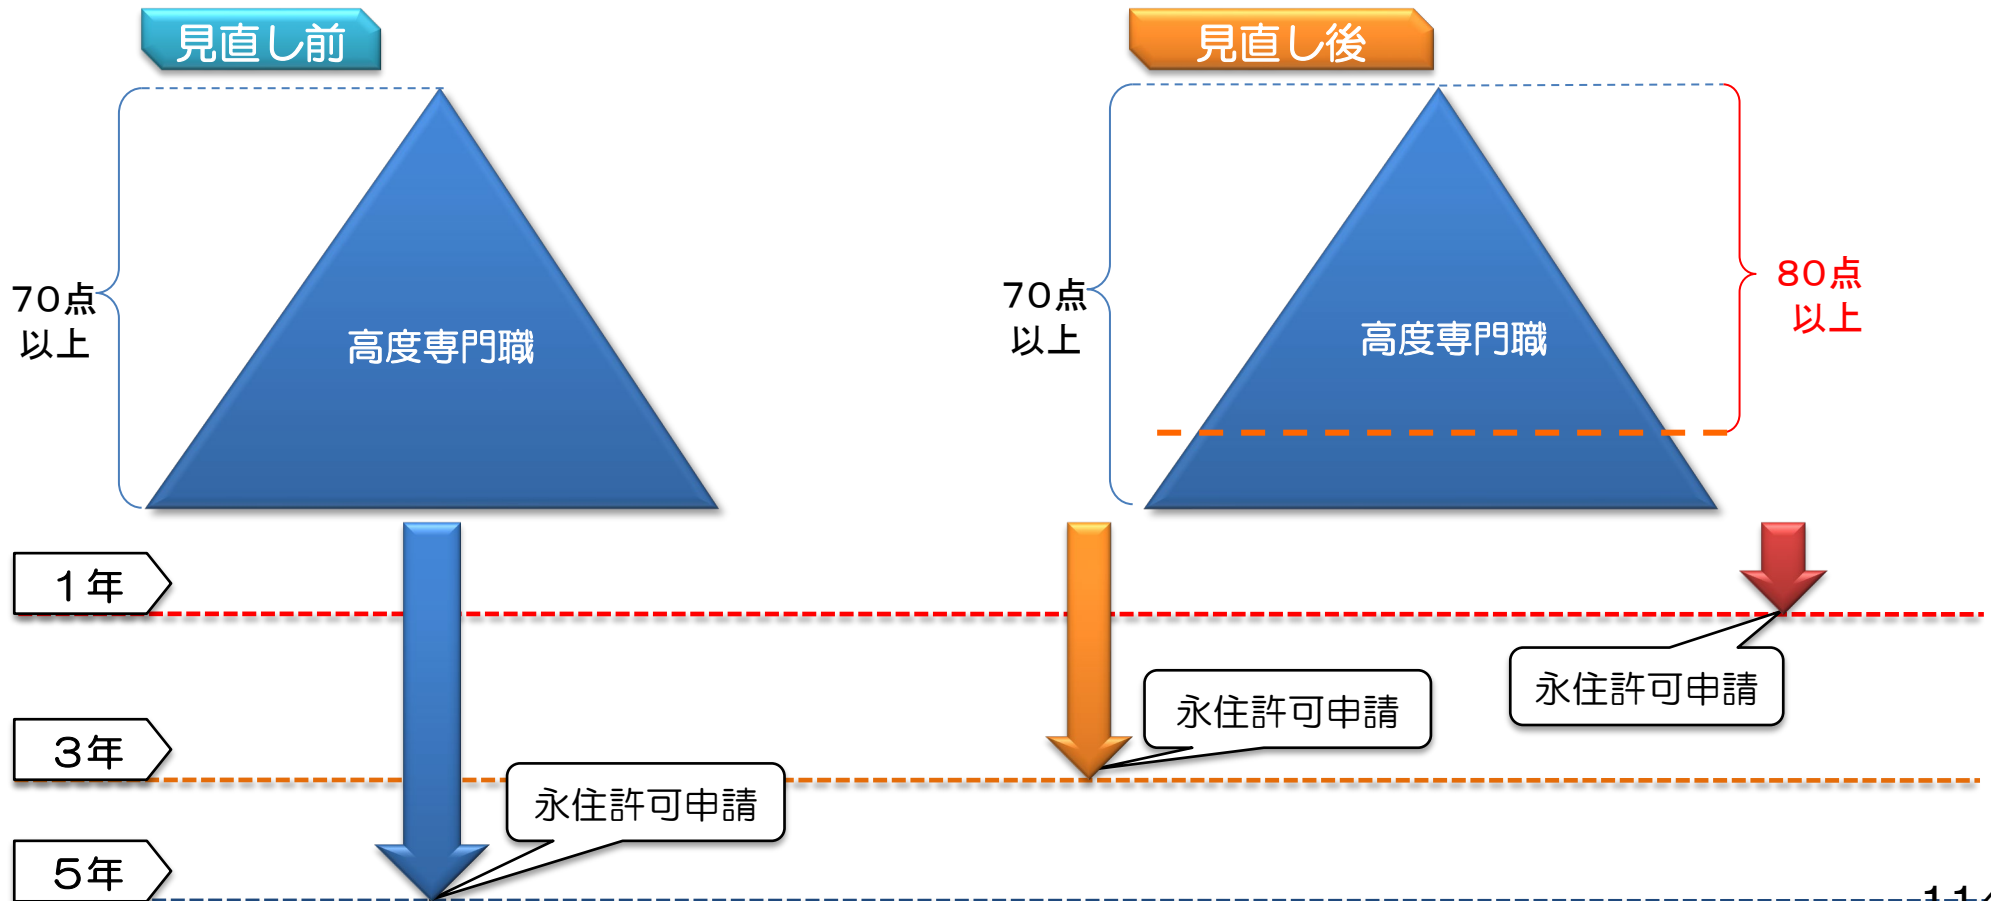 見直し前
見直し後
70点
以上
高度専門職
70点
以上
高度専門職
80点
以上
1年
永住許可申請
永住許可申請
3年
永住許可申請
5年